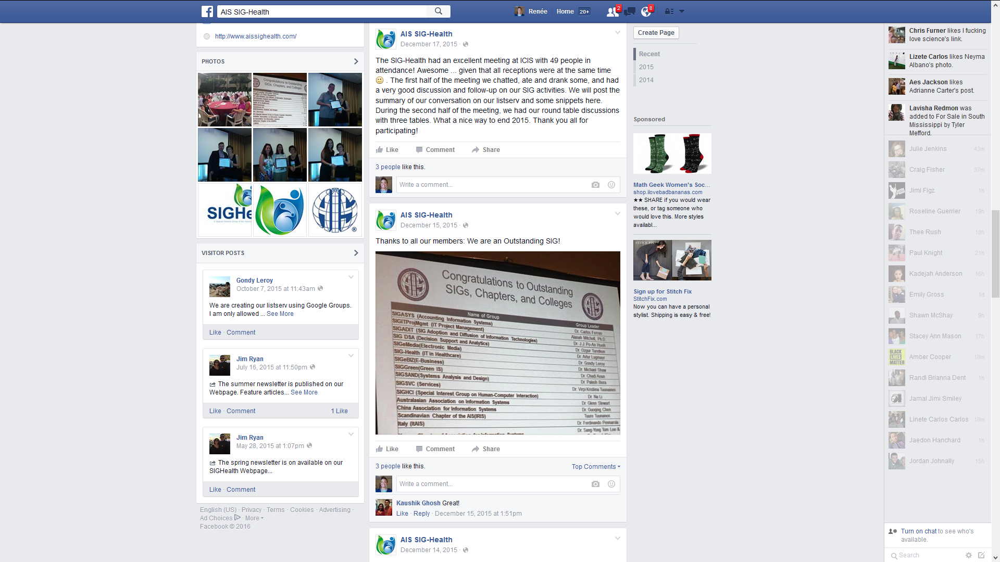 AIS SIG-Health
Renée
Home 20+
2
8
http://www.aissighealth.com/
PHOTOS
Congratulations to Outstanding
SIGs, Chapters, and Colleges
SIGHe
AIS
®
VISITOR POSTS
Gondy Leroy
October 7, 2015 at 11:43am
We are creating our listserv using Google Groups.
I am only allowed ... See More
Like · Comment
Jim Ryan
July 16, 2015 at 11:50pm
The summer newsletter is published on our
Webpage. Feature articles... See More
Like · Comment
1 Like
Jim Ryan
May 28, 2015 at 1:07pm
The spring newsletter is on available on our
SIGHealth Webpage...
Like · Comment
English (US) · Privacy · Terms · Cookies · Advertising ·
Ad Choices · More
Facebook © 2016
AIS SIG-Health
December 17, 2015 ·
The SIG-Health had an excellent meeting at ICIS with 49 people in
attendance! Awesome ... given that all receptions were at the same time
. The first half of the meeting we chatted, ate and drank some, and had
a very good discussion and follow-up on our SIG activities. We will post the
summary of our conversation on our listserv and some snippets here.
During the second half of the meeting, we had our round table discussions
with three tables. What a nice way to end 2015. Thank you all for
participating!
Like Comment Share
3 people like this.
Write a comment...
AIS SIG-Health
December 15, 2015 ·
Thanks to all our members: We are an Outstanding SIG!
Congratulations to Outstanding
SIGs, Chapters, and Colleges
Name of Group
Group Leader
SIGASYS (Accounting Information Systems)
Dr. Carlos Ferran
SIGITProjMgmt (IT Project Management)
Alanah Mitchell, Ph.D.
SIGADIT (SIG Adoption and Diffusion of Information Technologies)
Dr. J.J. Po-An Hsieh
SIG DSA (Decision Support and Analytics)
Dr. Ozgur Turetken
SIGeMedia(Electronic Media)
Dr. Artur Lugmayr
SIG-Health (IT in Healthcare)
Dr. Gondy Leroy
SIGeBIZ(E-Business)
Dr. Michael Shaw
SIGGreen(Green IS)
Dr. Chadi Aoun
SIGSAND(Systems Analysis and Design)
Dr. Palash Bera
SIGSVC (Services)
Dr. Virpi Kristiina Tuunainen
SIGHCI (Special Interest Group on Human-Computer Interaction)
Dr. Na Li
Australasian Association on Information Systems
Dr. Glenn Stewart
China Association for Information Systems
Dr. Guoqing Chen
Scandinavian Chapter of the AIS(IRIS)
Tuure Tuunanen
Italy (ItAIS)
Dr. Ferdinando Pennarola
Dr. Sang-Yong Tom Lee &
Like Comment Share
3 people like this.
Top Comments
Write a comment...
Kaushik Ghosh Great!
Like · Reply · December 15, 2015 at 1:51pm
AIS SIG-Health
December 14, 2015 ·
Create Page
Recent
2015
2014
Sponsored
Math Geek Women's Soc...
shop.ilovebadbananas.com
★★ SHARE if you would wear
these, or tag someone who
would love this. More styles
availabl...
STITCH FIX
Sign up for Stitch Fix
StitchFix.com
Now you can have a personal
stylist. Shipping is easy & free!
Chris Furner likes I fucking
love science's link.
Lizete Carlos likes Neyma
Albano's photo.
Aes Jackson likes
Adrianne Carter's post.
Lavisha Redmon was
added to For Sale in South
Mississippi by Tyler
Mefford.
Julie Jenkins 43m
Craig Fisher 37m
Jimi Figz 1h
Roseline Guerrier 19h
Thee Rush 18h
Paul Knight 21h
Kadejah Anderson 16h
Emily Gross 1d
Shawn McShay 9h
Stacey Ann Mason 17h
BLACK
LIVES
MATTER
Amber Cooper 18m
Randl Brianna Dent 1h
Jamal Jimi Smiley
Linete Carlos Carlos 18m
Jaedon Hanchard 1h
Jordan Johnally 15h
Turn on chat to see who's
available.
Search